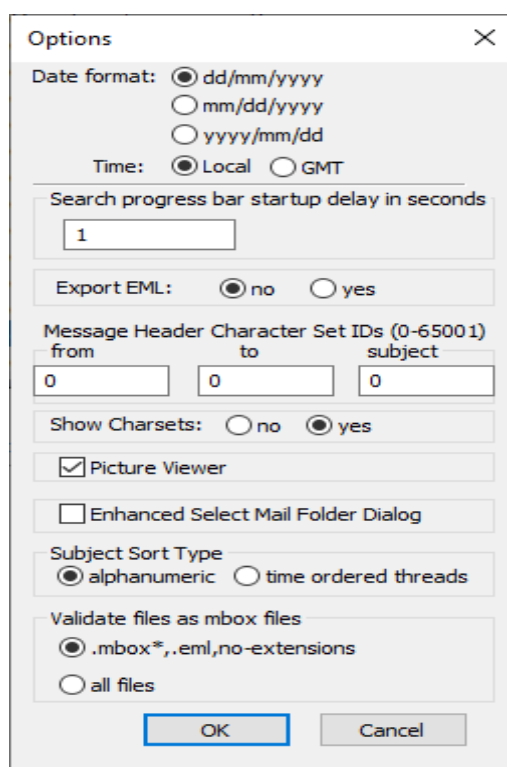 Options
Date format: dd/mm/yyyy
mm/dd/yyyy
yyyy/mm/dd
Time: Local GMT
Search progress bar startup delay in seconds
1
Export EML: no yes
Message Header Character Set IDs (0-65001)
from to subject
0 0 0
Show Charsets: no yes
Picture Viewer
Enhanced Select Mail Folder Dialog
Subject Sort Type
alphanumeric time ordered threads
Validate files as mbox files
.mbox*,.eml,no-extensions
all files
OK Cancel